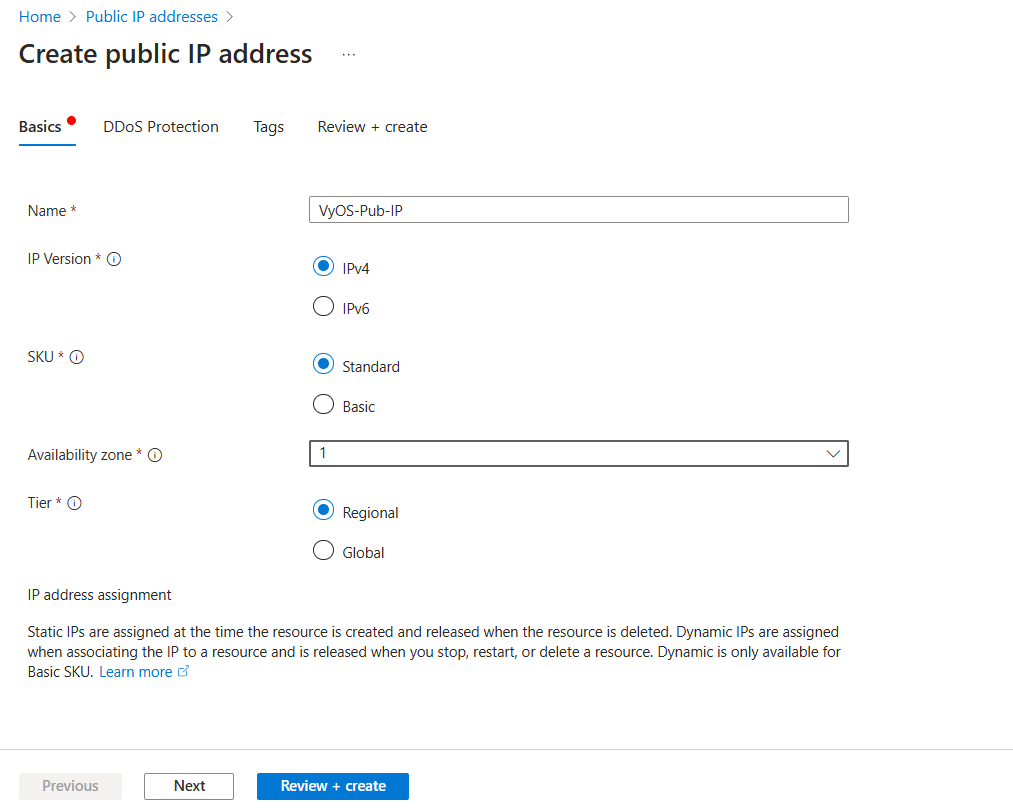 Home > Public IP addresses >
Create public IP address ...
Basics DDoS Protection Tags Review + create
Name * VyOS-Pub-IP
IP Version * IPv4
IPv6
SKU * Standard
Basic
Availability zone * 1
Tier * Regional
Global
IP address assignment
Static IPs are assigned at the time the resource is created and released when the resource is deleted. Dynamic IPs are assigned
when associating the IP to a resource and is released when you stop, restart, or delete a resource. Dynamic is only available for
Basic SKU. Learn more
Previous Next Review + create